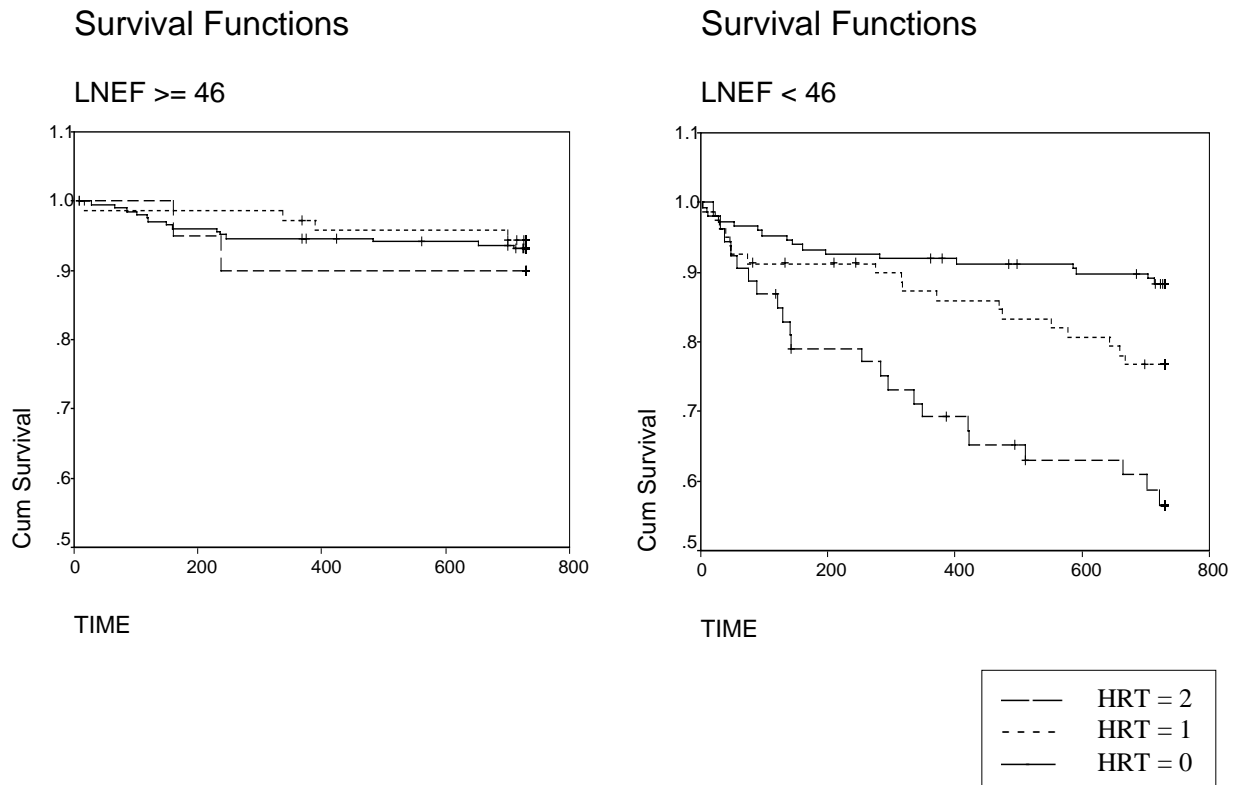 Survival Functions
LNEF >= 46
1.1
1.0
.9
.8
.7
.6
.5
Cum Survival
0
200
400
600
800
TIME
Survival Functions
LNEF < 46
1.1
1.0
.9
.8
.7
.6
.5
Cum Survival
0
200
400
600
800
TIME
HRT = 2
HRT = 1
HRT = 0